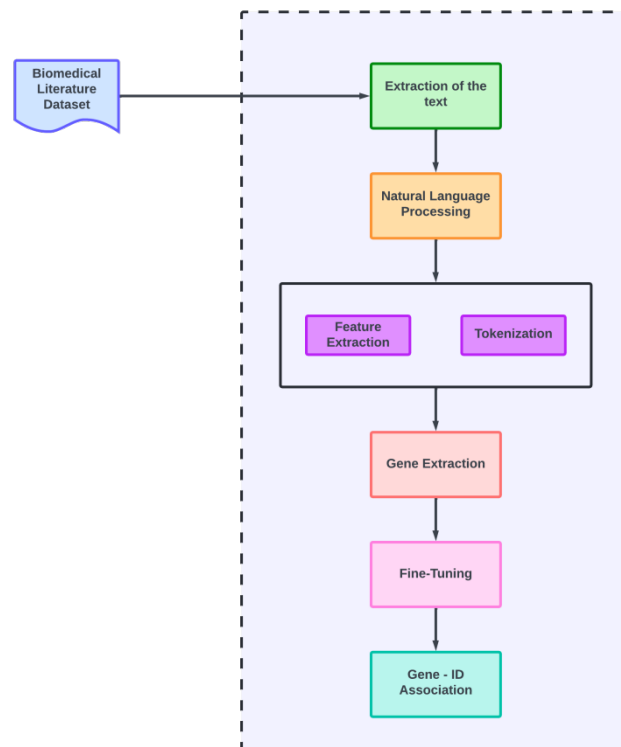 Biomedical
Literature
Dataset
Extraction of the
text
Natural Language
Processing
Feature
Extraction
Tokenization
Gene Extraction
Fine-Tuning
Gene - ID
Association